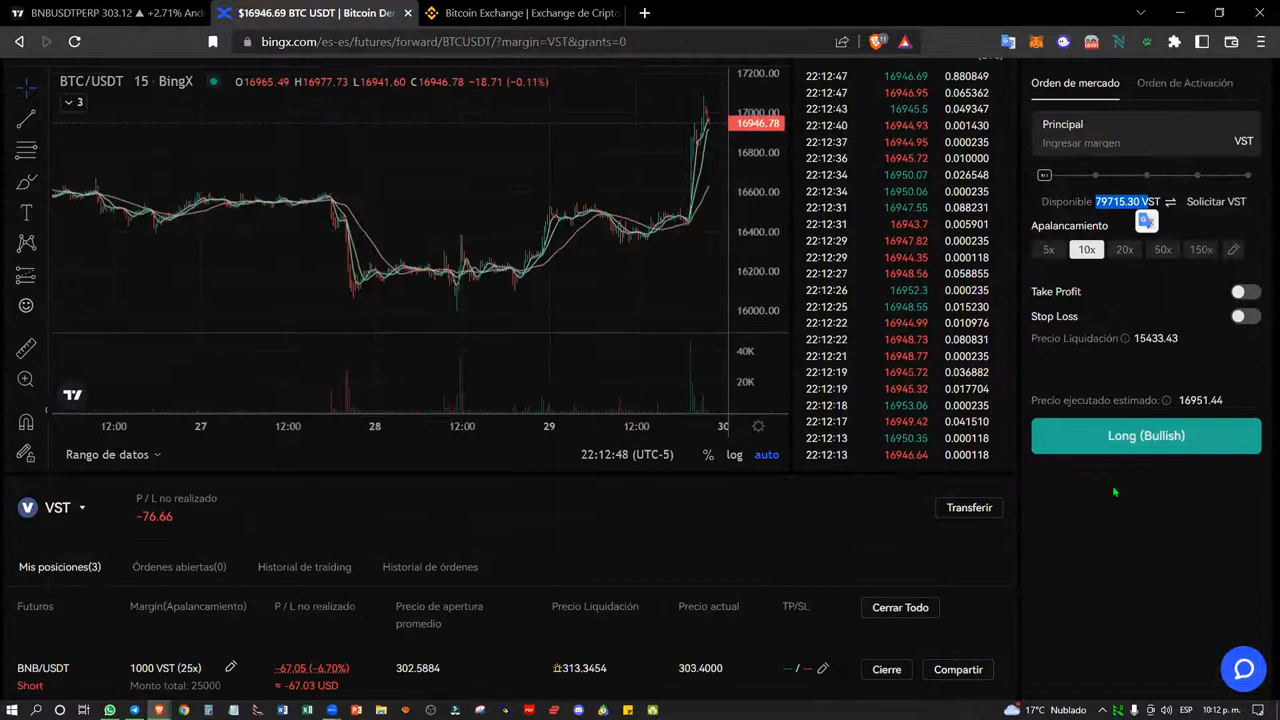 BNBUSDTPERP 303.12 ▲ +2.71% And
$16946.69 BTC USDT | Bitcoin De
Bitcoin Exchange | Exchange de Cripto
bingx.com/es-es/futures/forward/BTCUSDT/?margin=VST&grants=0
11
BTC/USDT 15 · BingX
O16965.49 H16977.73 L16941.60 C16946.78 -18.71 (-0.11%)
3
17200.00
17000.00
16946.78
16800.00
16600.00
16400.00
16200.00
16000.00
40K
20K
12:00 27 12:00 28 12:00 29 12:00 30
Rango de datos
22:12:48 (UTC-5) % log auto
22:12:47 16946.69 0.880849
22:12:47 16946.95 0.065362
22:12:43 16945.5 0.049347
22:12:40 16944.93 0.001430
22:12:37 16944.95 0.000235
22:12:36 16945.72 0.010000
22:12:34 16950.07 0.026548
22:12:34 16950.06 0.000235
22:12:31 16947.55 0.088231
22:12:31 16943.7 0.005901
22:12:29 16947.82 0.000235
22:12:29 16944.35 0.000118
22:12:27 16948.56 0.058855
22:12:26 16952.3 0.000235
22:12:25 16948.55 0.015230
22:12:22 16944.99 0.010976
22:12:22 16948.73 0.080831
22:12:21 16948.77 0.000235
22:12:19 16945.72 0.036882
22:12:19 16945.32 0.017704
22:12:18 16953.06 0.000235
22:12:17 16949.42 0.041510
22:12:13 16950.35 0.000118
22:12:13 16946.64 0.000118
Orden de mercado Orden de Activación
Principal
Ingresar margen VST
Disponible 79715.30 VST Solicitar VST
Apalancamiento
5x 10x 20x 50x 150x
Take Profit
Stop Loss
Precio Liquidación 15433.43
Precio ejecutado estimado: 16951.44
Long (Bullish)
VST
P / L no realizado
-76.66
Transferir
Mis posiciones(3) Órdenes abiertas(0) Historial de traiding Historial de órdenes
Futuros Margin(Apalancamiento) P / L no realizado Precio de apertura promedio Precio Liquidación Precio actual TP/SL Cerrar Todo
BNB/USDT 1000 VST (25x) -67.05 (-6.70%) 302.5884 313.3454 303.4000 -- / -- Cierre Compartir
Short Monto total: 25000 ≈ -67.03 USD
17°C Nublado ESP 10:12 p. m.